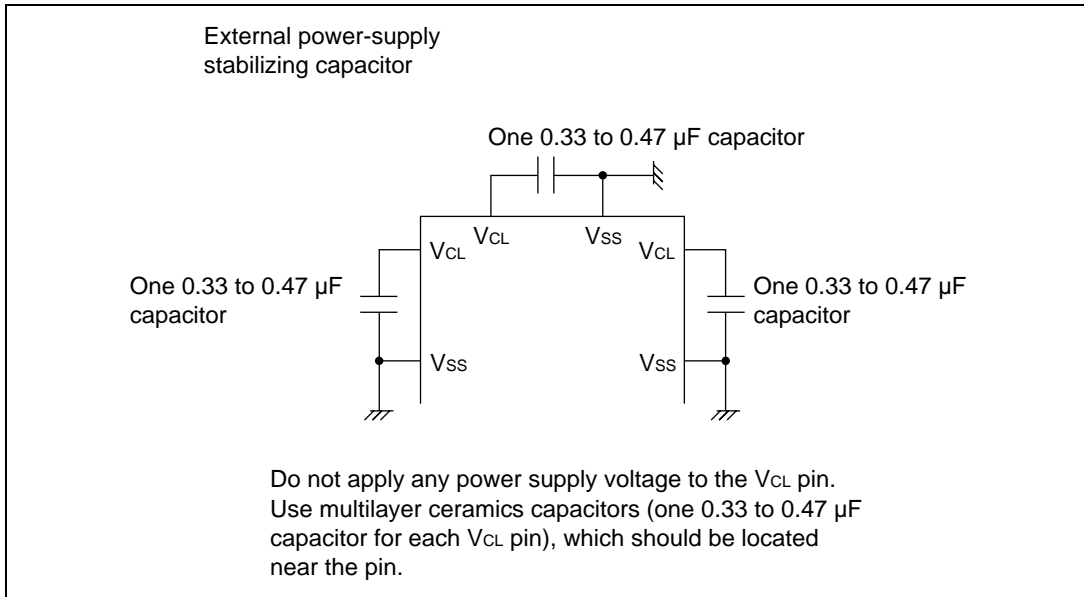 External power-supply
stabilizing capacitor
One 0.33 to 0.47 µF capacitor
VCL
VCL
VSS
VCL
One 0.33 to 0.47 µF
capacitor
One 0.33 to 0.47 µF
capacitor
VSS
VSS
Do not apply any power supply voltage to the VCL pin.
Use multilayer ceramics capacitors (one 0.33 to 0.47 µF
capacitor for each VCL pin), which should be located
near the pin.